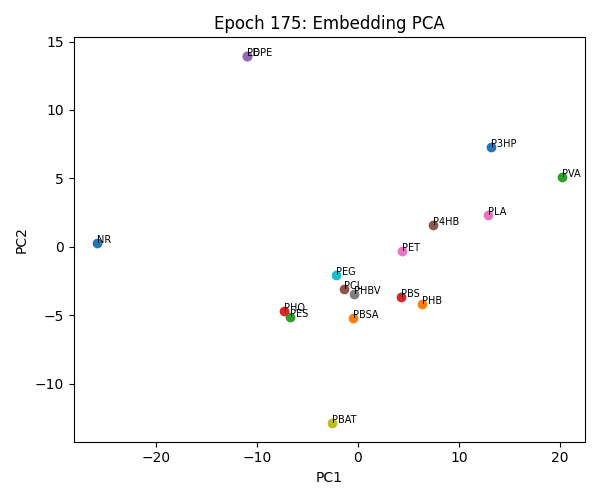 Epoch 175: Embedding PCA
15
10
5
0
−5
−10
PC2
LDPE
P3HP
PVA
PLA
P4HB
NR
PET
PEG
PCL
PHBV
PBS
PHB
PHO
PES
PBSA
PBAT
−20
−10
0
10
20
PC1